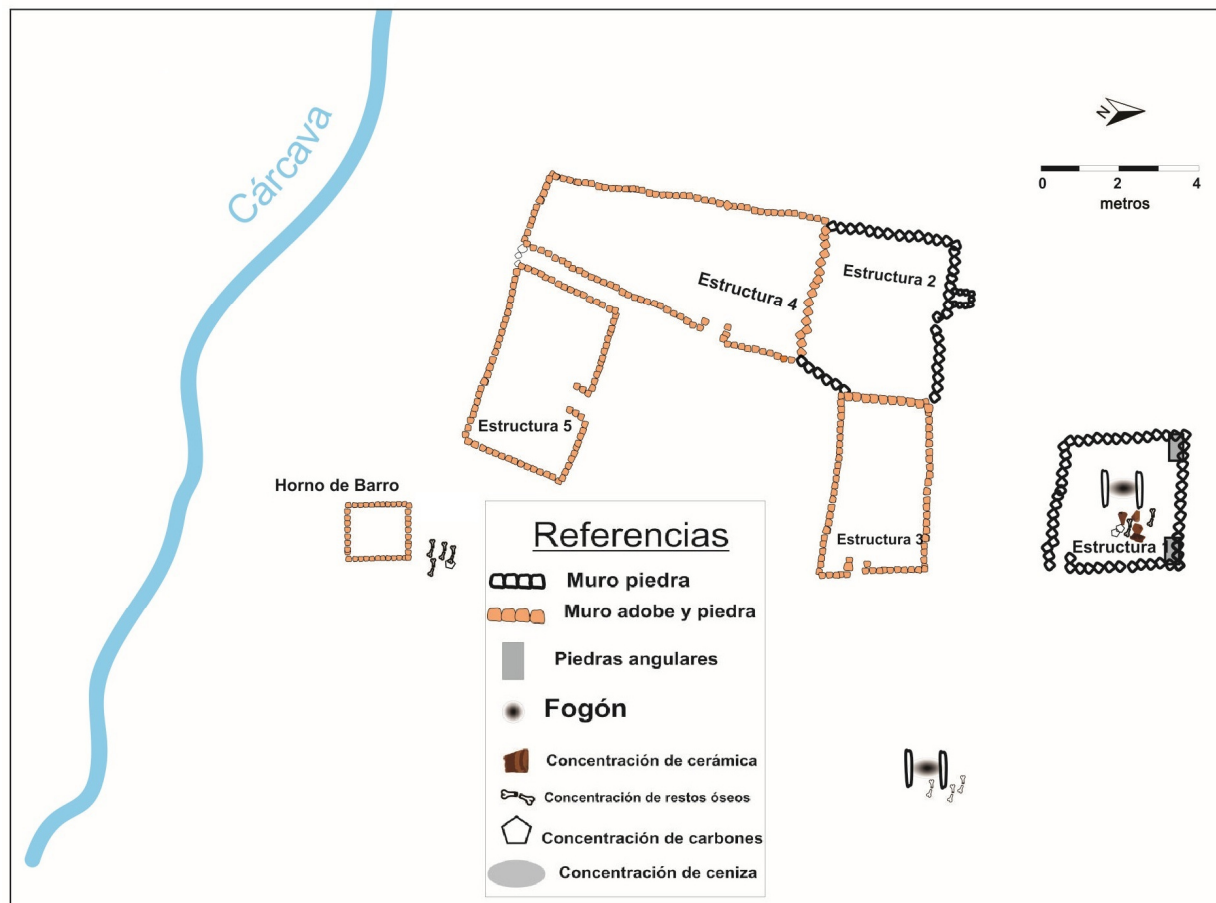 Cárcava
N
0 2 4
metros
Estructura 4
Estructura 2
Estructura 5
Estructura 3
Estructura 1
Horno de Barro
Referencias
Muro piedra
Muro adobe y piedra
Piedras angulares
Fogón
Concentración de cerámica
Concentración de restos óseos
Concentración de carbones
Concentración de ceniza